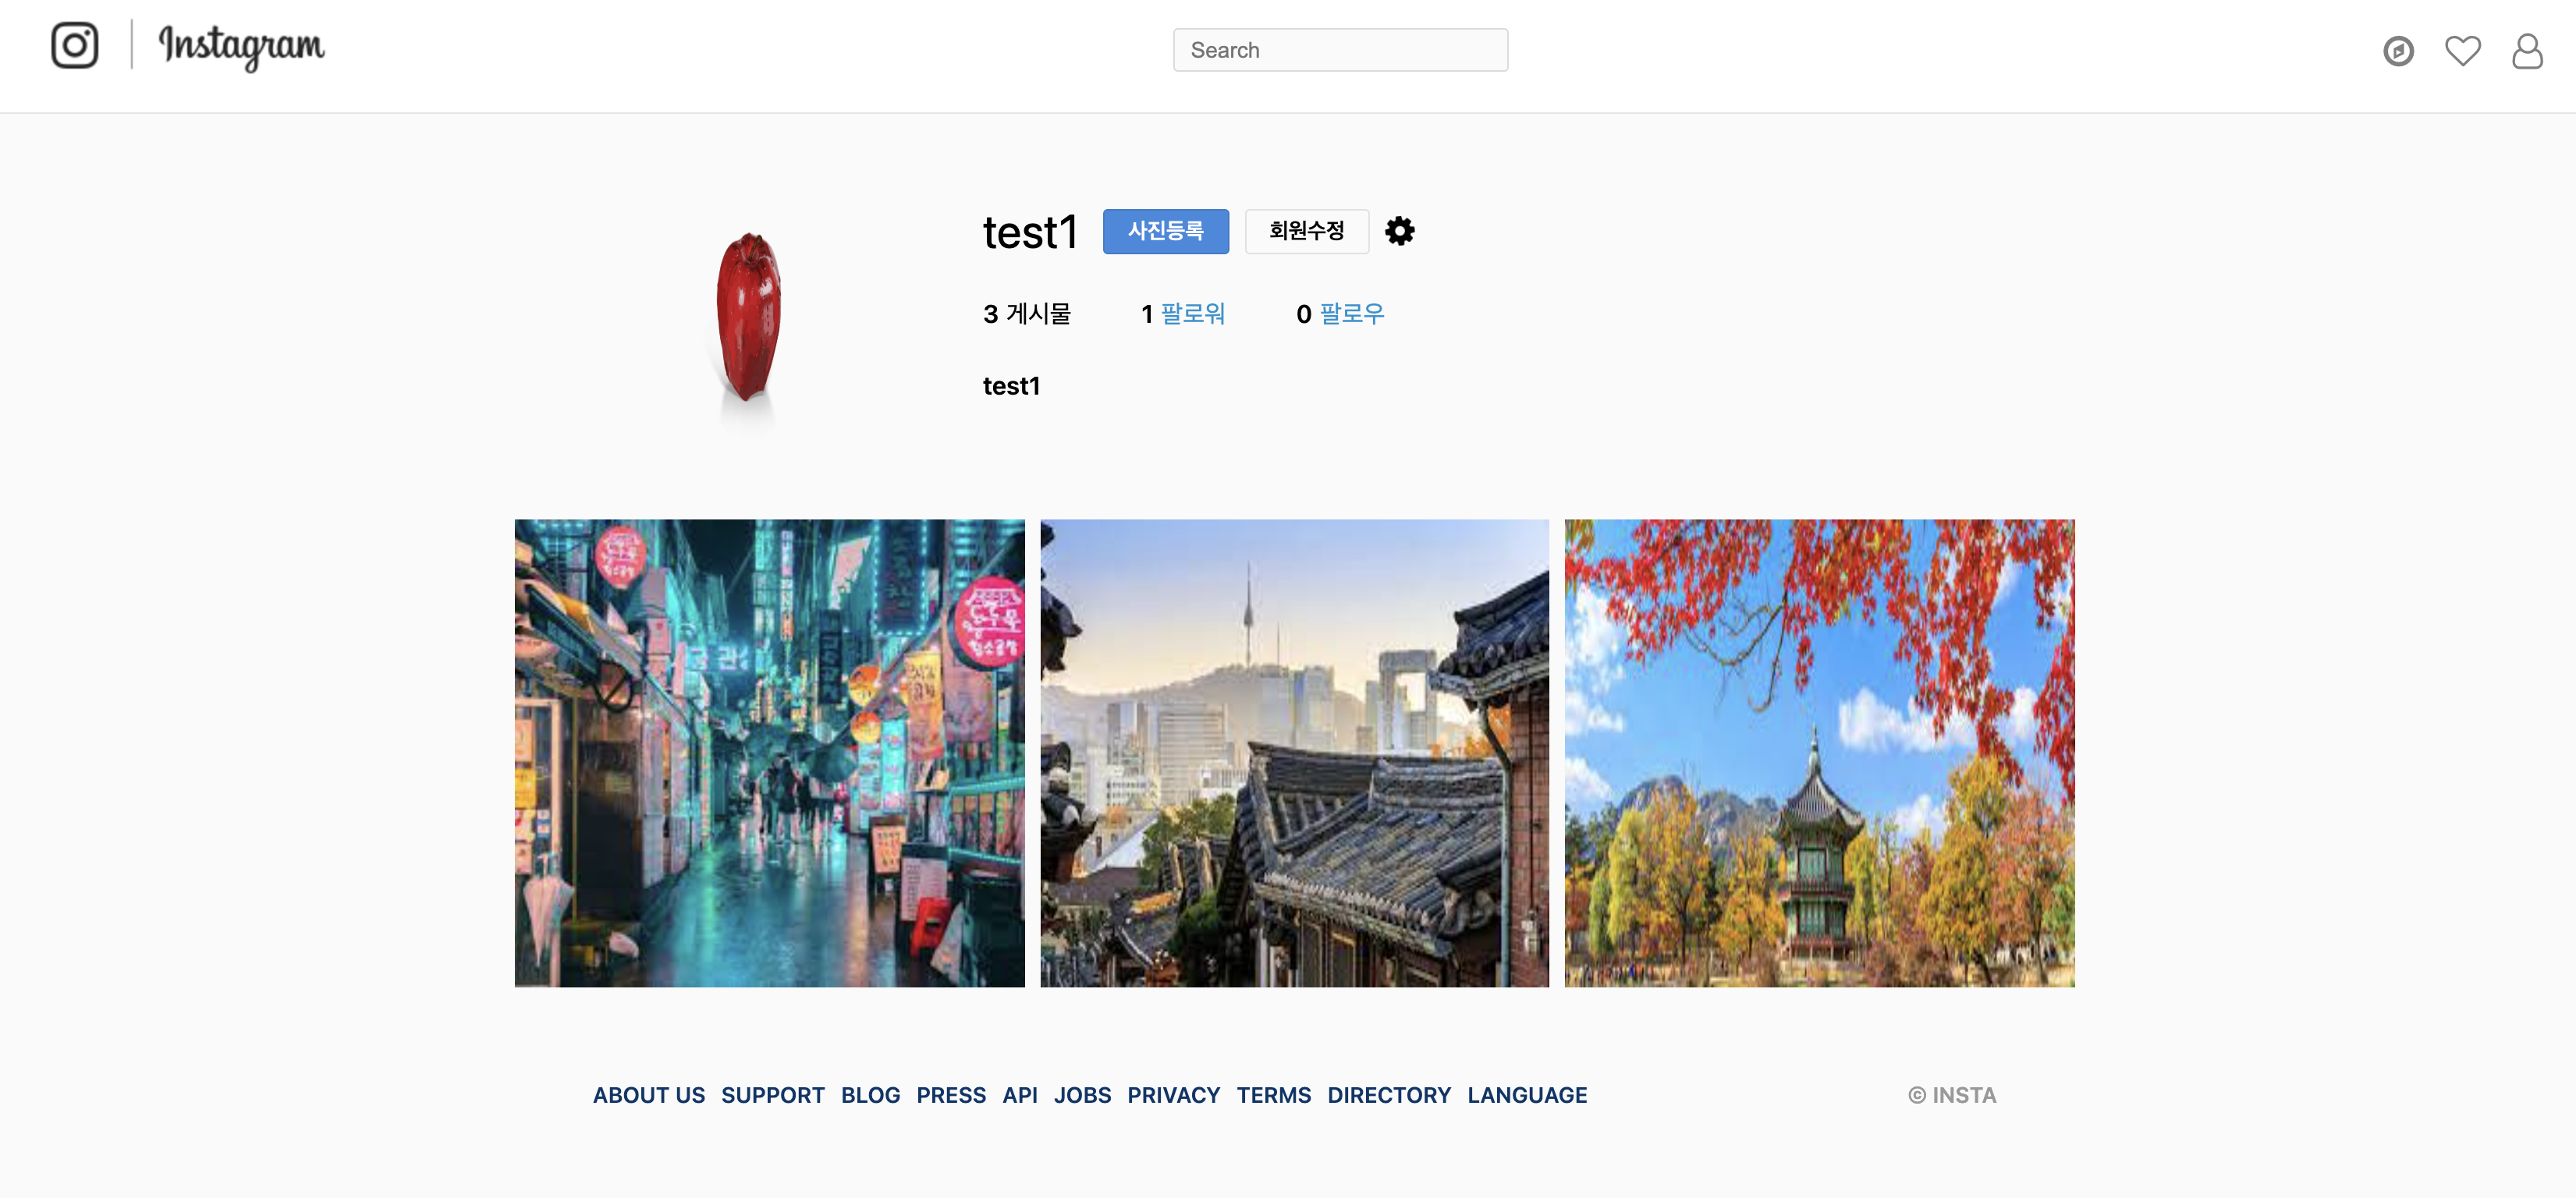 Instagram
Search
test1 사진등록 회원수정
3 게시물 1 팔로워 0 팔로우
test1
ABOUT US SUPPORT BLOG PRESS API JOBS PRIVACY TERMS DIRECTORY LANGUAGE
© INSTA